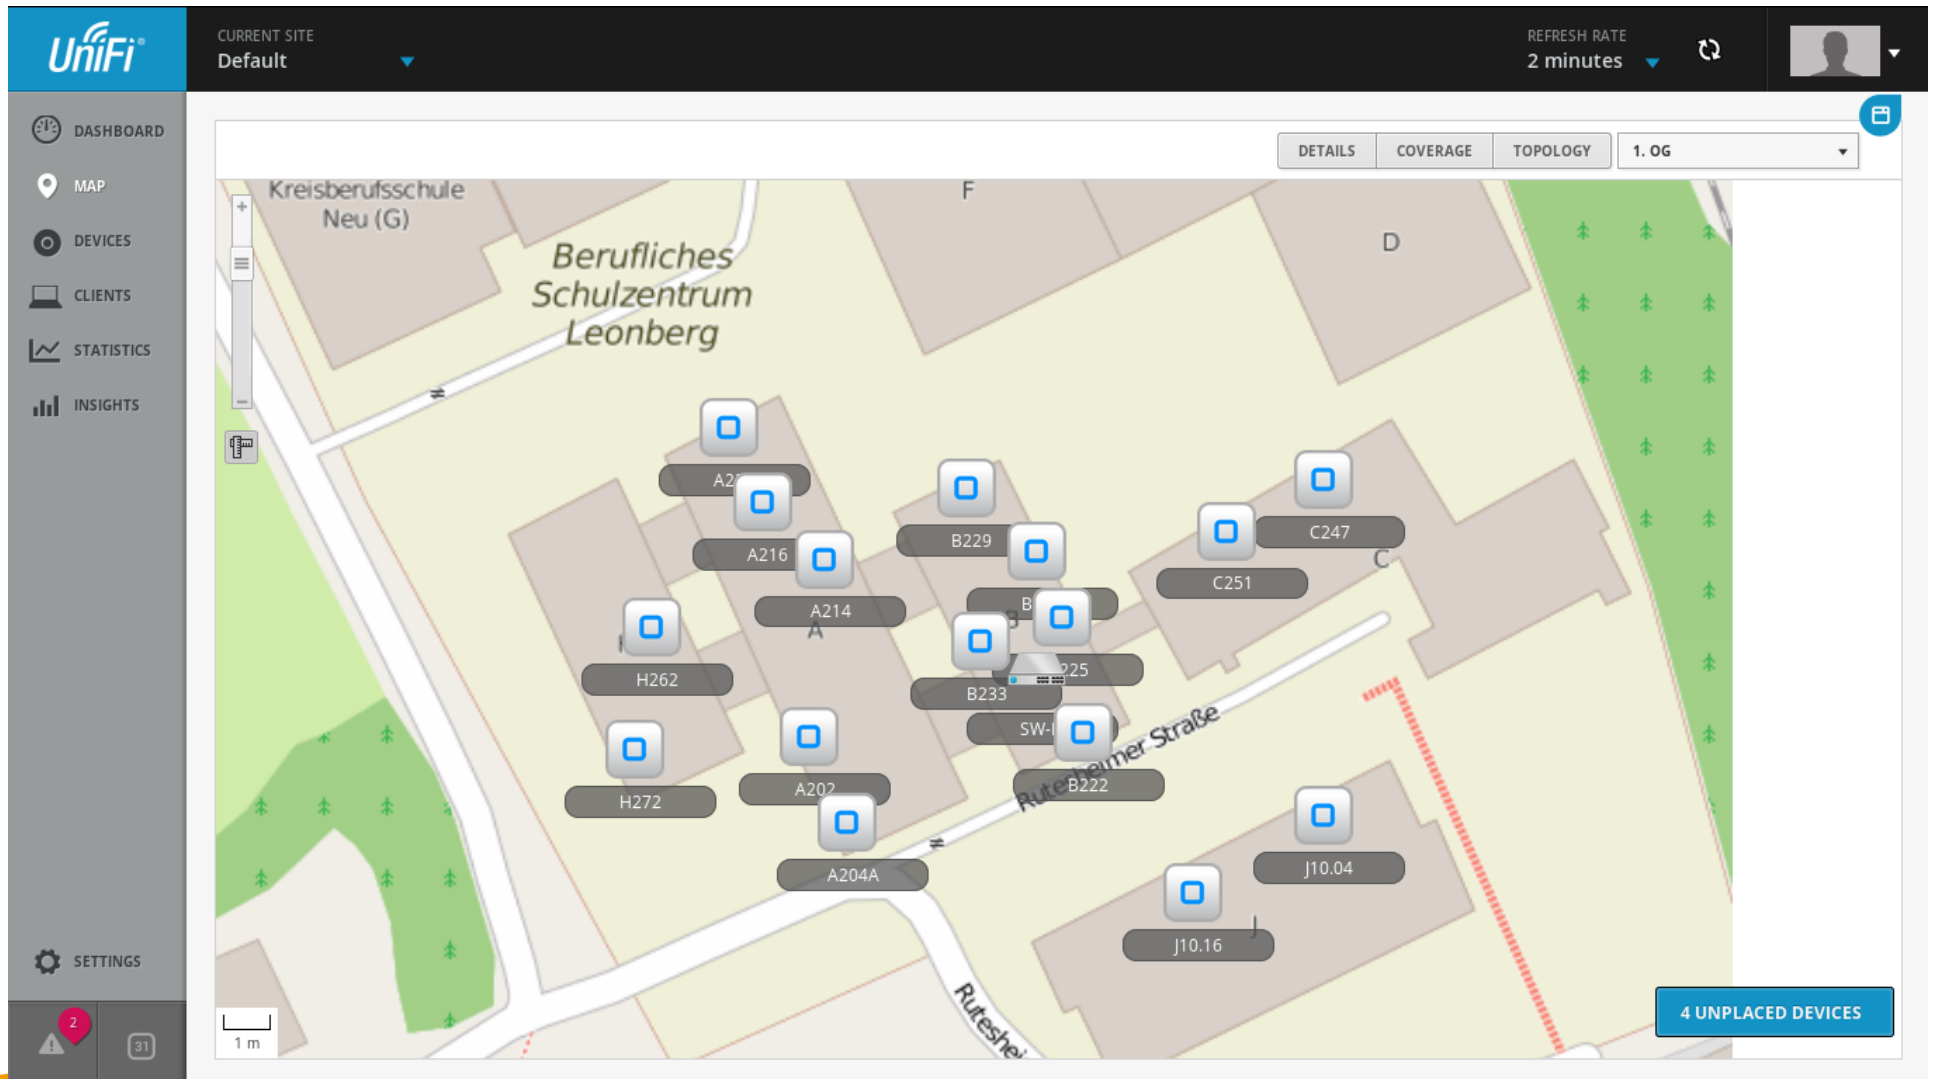 UniFi
CURRENT SITE
Default
REFRESH RATE
2 minutes
DASHBOARD
MAP
DEVICES
CLIENTS
STATISTICS
INSIGHTS
SETTINGS
2
31
DETAILS
COVERAGE
TOPOLOGY
1. OG
Kreisberufsschule
Neu (G)
F
D
Berufliches
Schulzentrum
Leonberg
A216
A214
A
B229
B
C247
C251
C
H262
B233
H272
A202
B222
Rutesheimer Straße
A204A
J10.04
J10.16
J
1 m
4 UNPLACED DEVICES